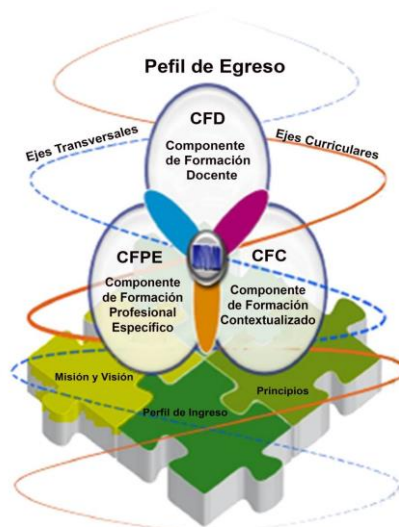 Pefil de Egreso
CFD
Componente
de Formación
Docente
Ejes Transversales
Ejes Curriculares
CFPE
Componente
de Formación
Profesional
Específico
CFC
Componente
de Formación
Contextualizado
Misión y Visión
Perfil de Ingreso
Principios